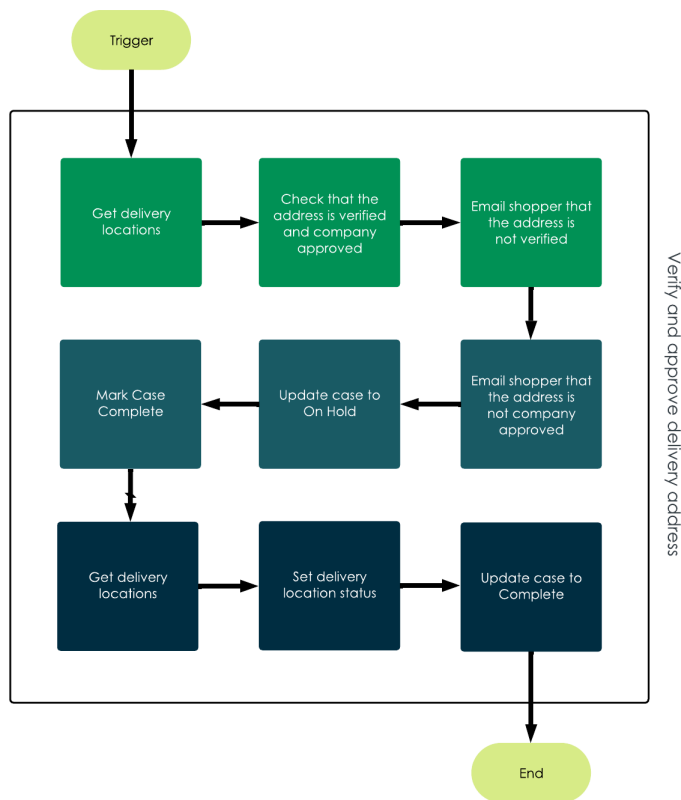 Trigger
Get delivery
locations
Check that the
address is verified
and company
approved
Email shopper that
the address is
not verified
Email shopper that
the address is
not company
approved
Update case to
On Hold
Mark Case
Complete
Get delivery
locations
Set delivery
location status
Update case to
Complete
End
Verify and approve delivery address